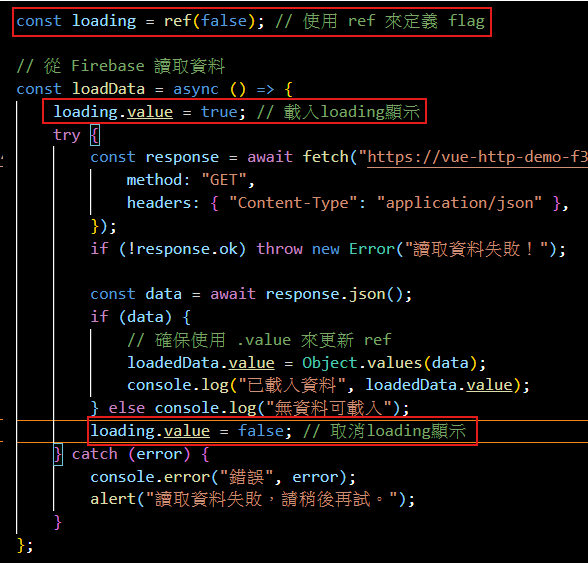 const loading = ref(false); // 使用 ref 來定義 flag
// 從 Firebase 讀取資料
const loadData = async () => {
loading.value = true; // 載入loading顯示
try {
const response = await fetch("https://vue-http-demo-f3
method: "GET",
headers: { "Content-Type": "application/json" },
});
if (!response.ok) throw new Error("讀取資料失敗！");
const data = await response.json();
if (data) {
// 確保使用 .value 來更新 ref
loadedData.value = Object.values(data);
console.log("已載入資料", loadedData.value);
} else console.log("無資料可載入");
loading.value = false; // 取消loading顯示
} catch (error) {
console.error("錯誤", error);
alert("讀取資料失敗，請稍後再試。");
}
};